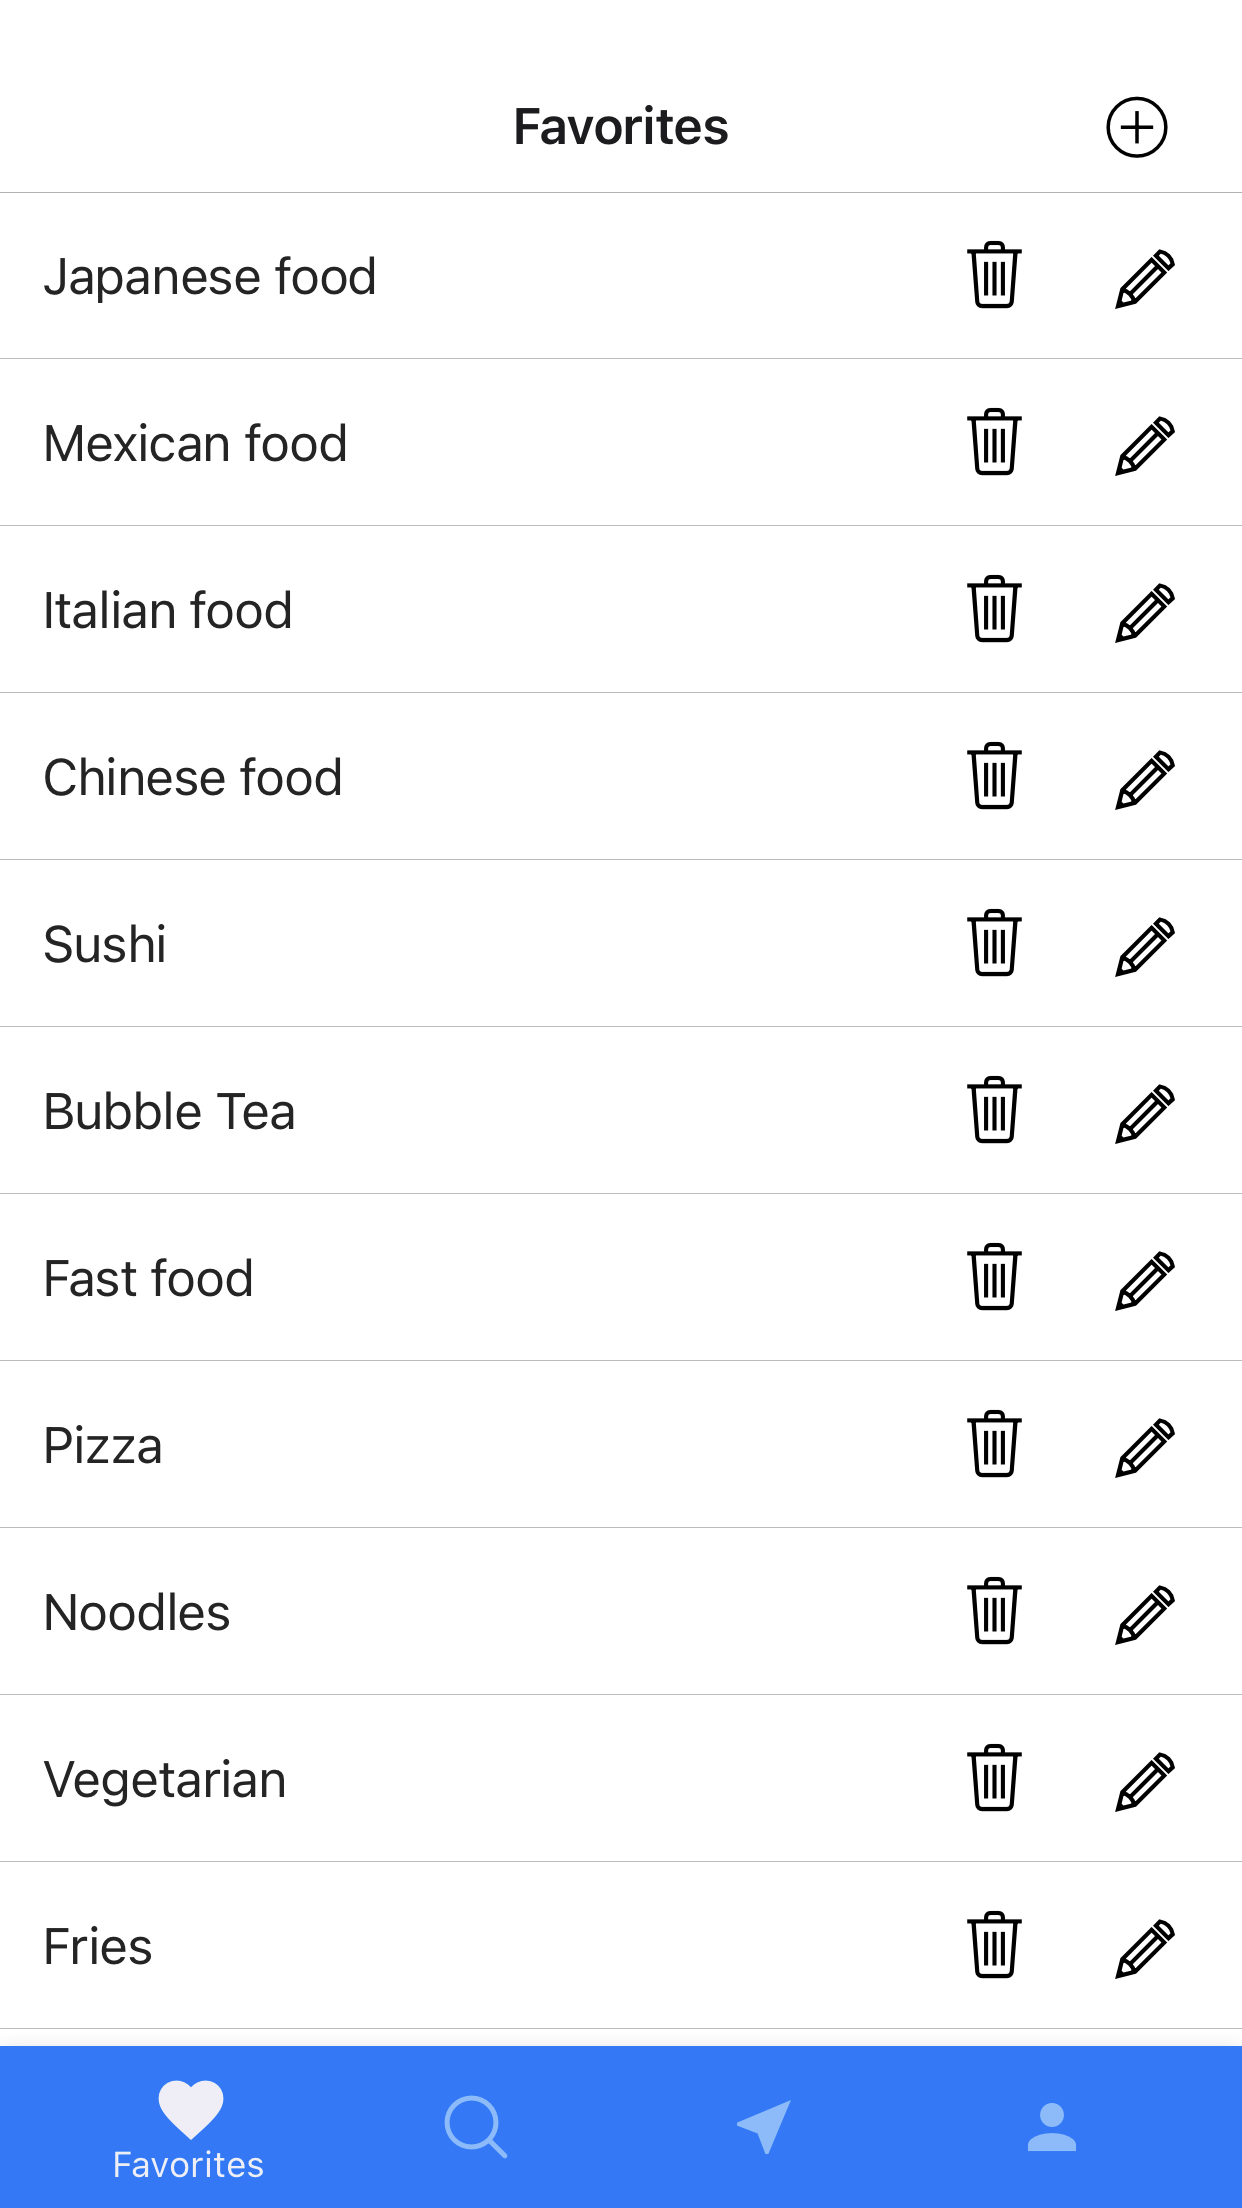 Favorites
Japanese food
Mexican food
Italian food
Chinese food
Sushi
Bubble Tea
Fast food
Pizza
Noodles
Vegetarian
Fries
Favorites